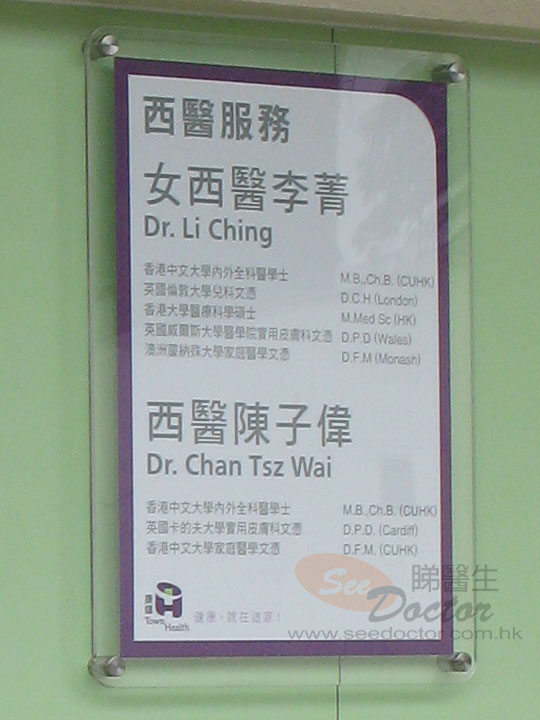 西醫服務
女西醫李菁
Dr. Li Ching
香港中文大學內外全科醫學士 M.B.,Ch.B. (CUHK)
英國倫敦大學兒科文憑 D.C.H (London)
香港大學醫療科學碩士 M.Med Sc (HK)
英國威爾斯大學醫學院實用皮膚科文憑 D.P.D (Wales)
澳洲蒙納殊大學家庭醫學文憑 D.F.M (Monash)
西醫陳子偉
Dr. Chan Tsz Wai
香港中文大學內外全科醫學士 M.B.,Ch.B. (CUHK)
英國卡的夫大學實用皮膚科文憑 D.P.D. (Cardiff)
香港中文大學家庭醫學文憑 D.F.M. (CUHK)
康健
Town Health
健康，就在這家！
See Doctor 睇醫生
www.seedoctor.com.hk